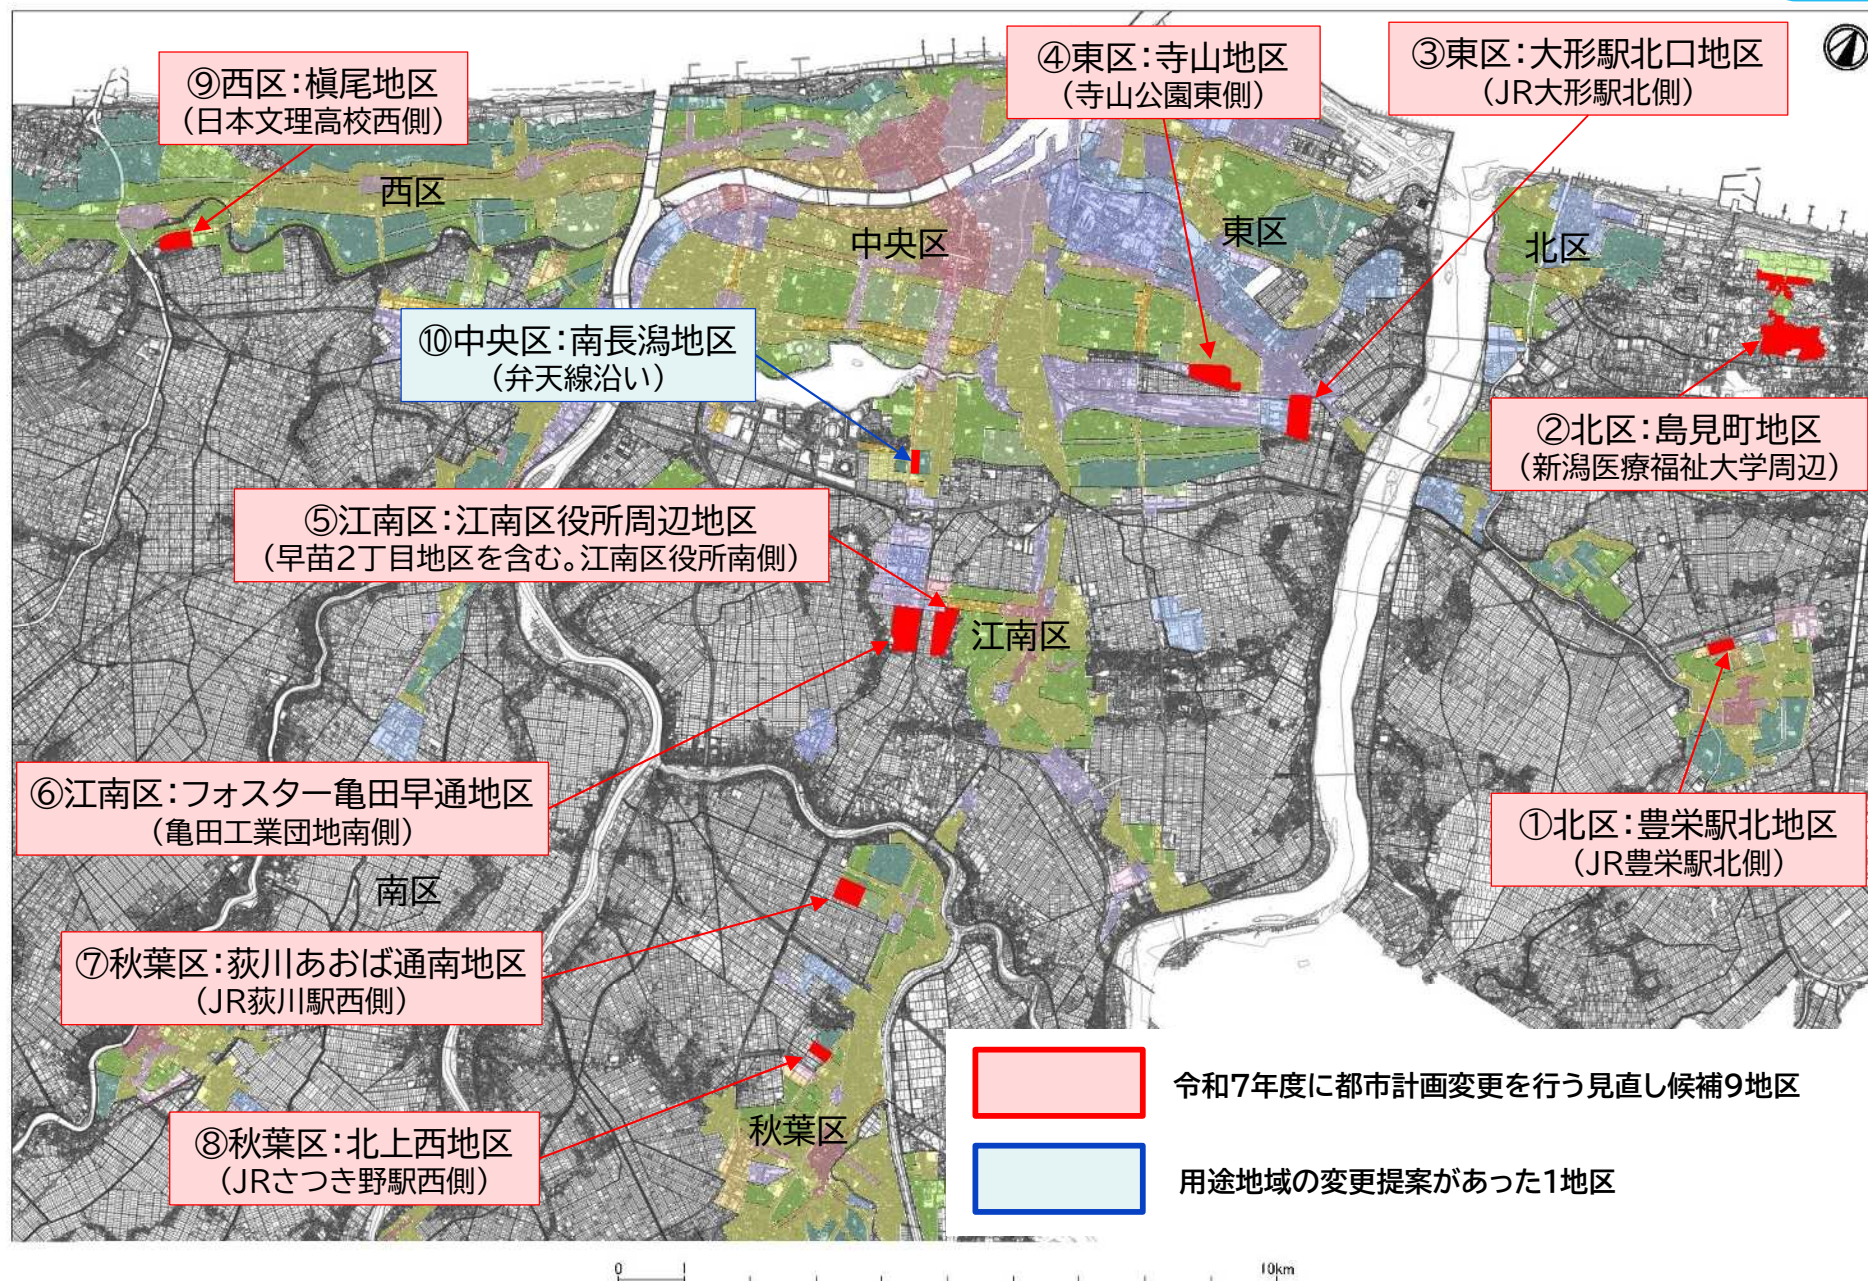 ⑨西区：槇尾地区
（日本文理高校西側）
④東区：寺山地区
（寺山公園東側）
③東区：大形駅北口地区
（JR大形駅北側）
西区
中央区
東区
北区
⑩中央区：南長潟地区
（弁天線沿い）
②北区：島見町地区
（新潟医療福祉大学周辺）
⑤江南区：江南区役所周辺地区
（早苗2丁目地区を含む。江南区役所南側）
江南区
⑥江南区：フォスター亀田早通地区
（亀田工業団地南側）
①北区：豊栄駅北地区
（JR豊栄駅北側）
南区
⑦秋葉区：荻川あおば通南地区
（JR荻川駅西側）
⑧秋葉区：北上西地区
（JRさつき野駅西側）
秋葉区
令和7年度に都市計画変更を行う見直し候補9地区
用途地域の変更提案があった1地区
0 1 10km